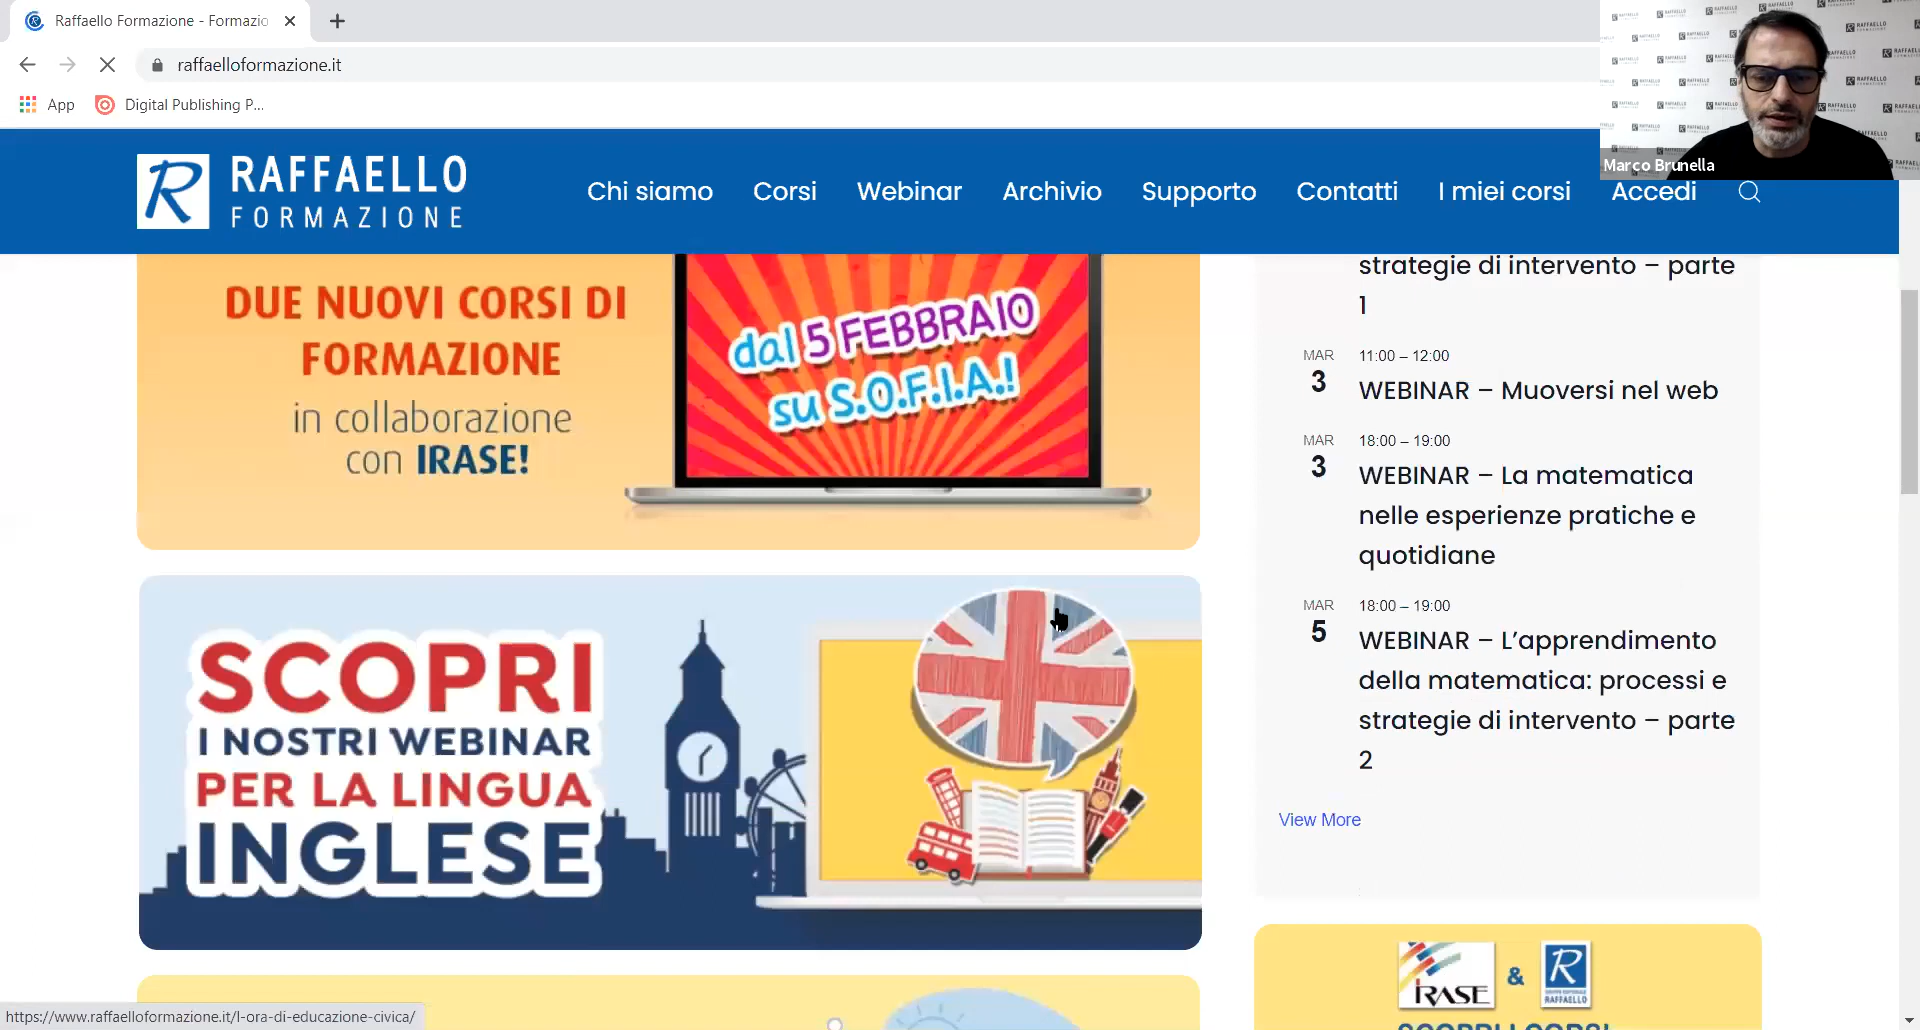 Raffaello Formazione - Formazio
raffaelloformazione.it
App
Digital Publishing P...
Marco Brunella
RAFFAELLO
FORMAZIONE
Chi siamo
Corsi
Webinar
Archivio
Supporto
Contatti
I miei corsi
Accedi
DUE NUOVI CORSI DI
FORMAZIONE
in collaborazione
con IRASE!
dal 5 FEBBRAIO
su S.O.F.I.A.!
SCOPRI
I NOSTRI WEBINAR
PER LA LINGUA
INGLESE
strategie di intervento – parte
1
MAR
3
11:00 – 12:00
WEBINAR – Muoversi nel web
MAR
3
18:00 – 19:00
WEBINAR – La matematica
nelle esperienze pratiche e
quotidiane
MAR
5
18:00 – 19:00
WEBINAR – L’apprendimento
della matematica: processi e
strategie di intervento – parte
2
View More
IRASE
&
RAFFAELLO
SCOPRI I CORSI
https://www.raffaelloformazione.it/l-ora-di-educazione-civica/